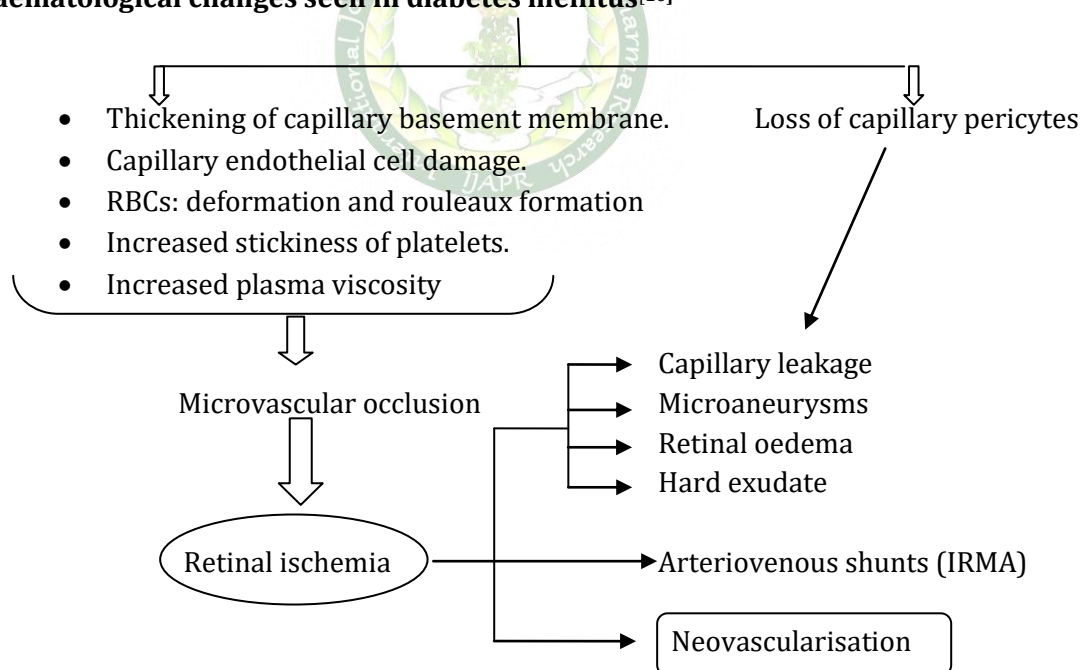 aematological changes seen in diabetes mellitus
• Thickening of capillary basement membrane.
Loss of capillary pericytes
• Capillary endothelial cell damage.
• RBCs: deformation and rouleaux formation
• Increased stickiness of platelets.
• Increased plasma viscosity
Capillary leakage
Microvascular occlusion
Microaneurysms
Retinal oedema
Hard exudate
Retinal ischemia
Arteriovenous shunts (IRMA)
Neovascularisation
IJAPR